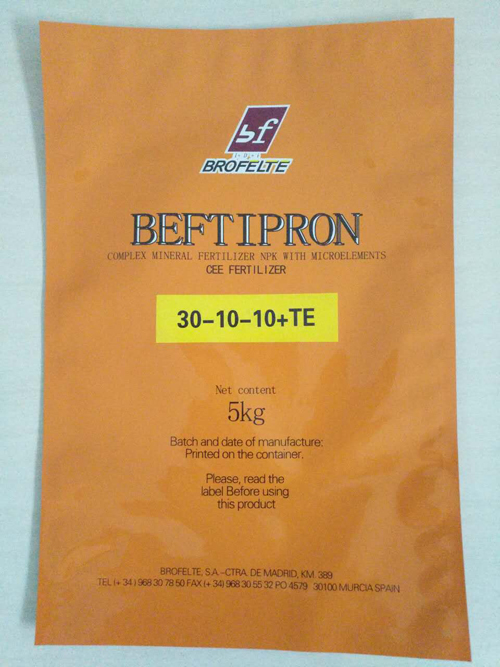 bf
BROFELTE
BEFTIPRON
COMPLEX MINERAL FERTILIZER NPK WITH MICROELEMENTS
CEE FERTILIZER
30-10-10+TE
Net content
5kg
Batch and date of manufacture:
Printed on the container.
Please, read the
label Before using
this product
BROFELTE, S.A.-CTRA. DE MADRID, KM. 389
TEL (+ 34) 968 30 78 50 FAX (+ 34) 968 30 55 32 PO 4579 30100 MURCIA SPAIN